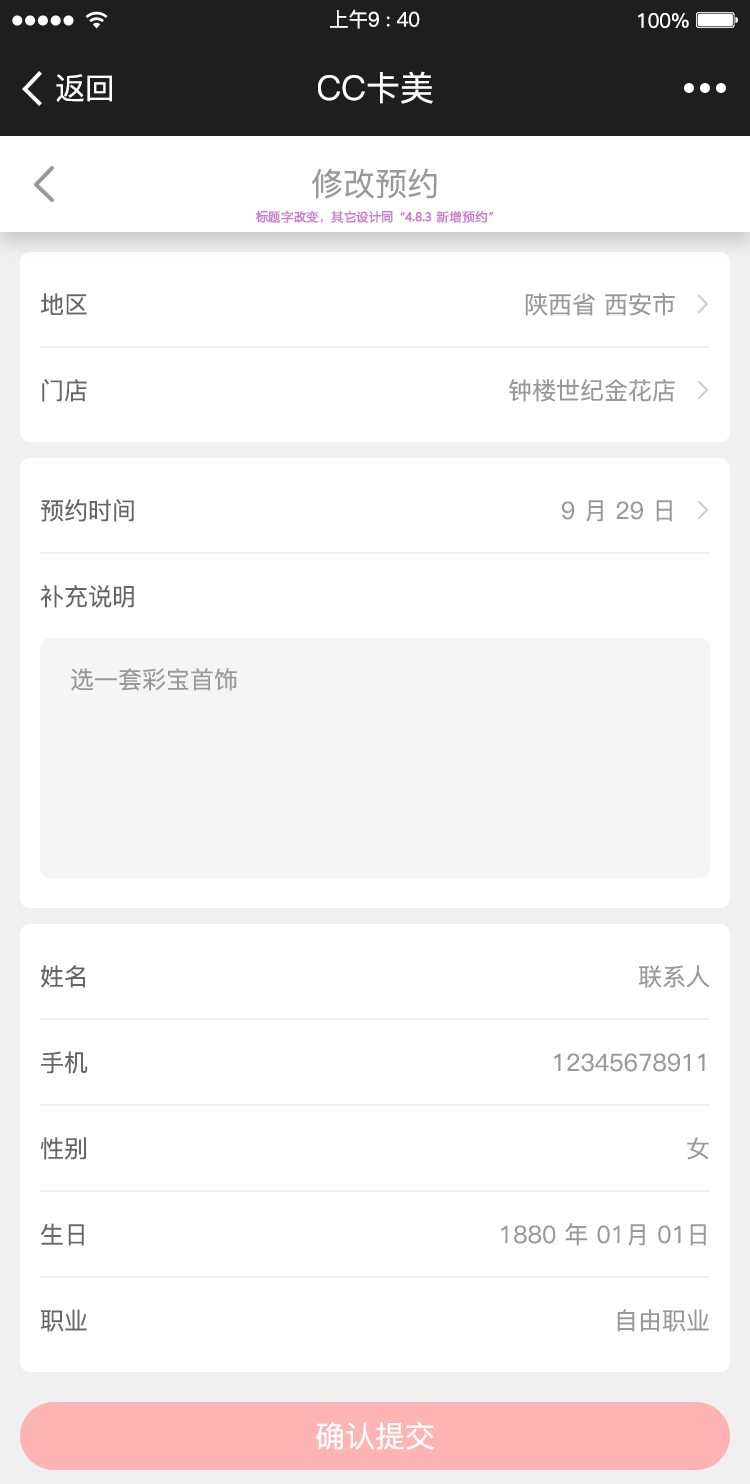 上午9 : 40
100%
返回
CC卡美
修改预约
标题字改变，其它设计同“4.8.3 新增预约”
地区
陕西省 西安市
门店
钟楼世纪金花店
预约时间
9 月 29 日
补充说明
选一套彩宝首饰
姓名
联系人
手机
12345678911
性别
女
生日
1880 年 01月 01日
职业
自由职业
确认提交